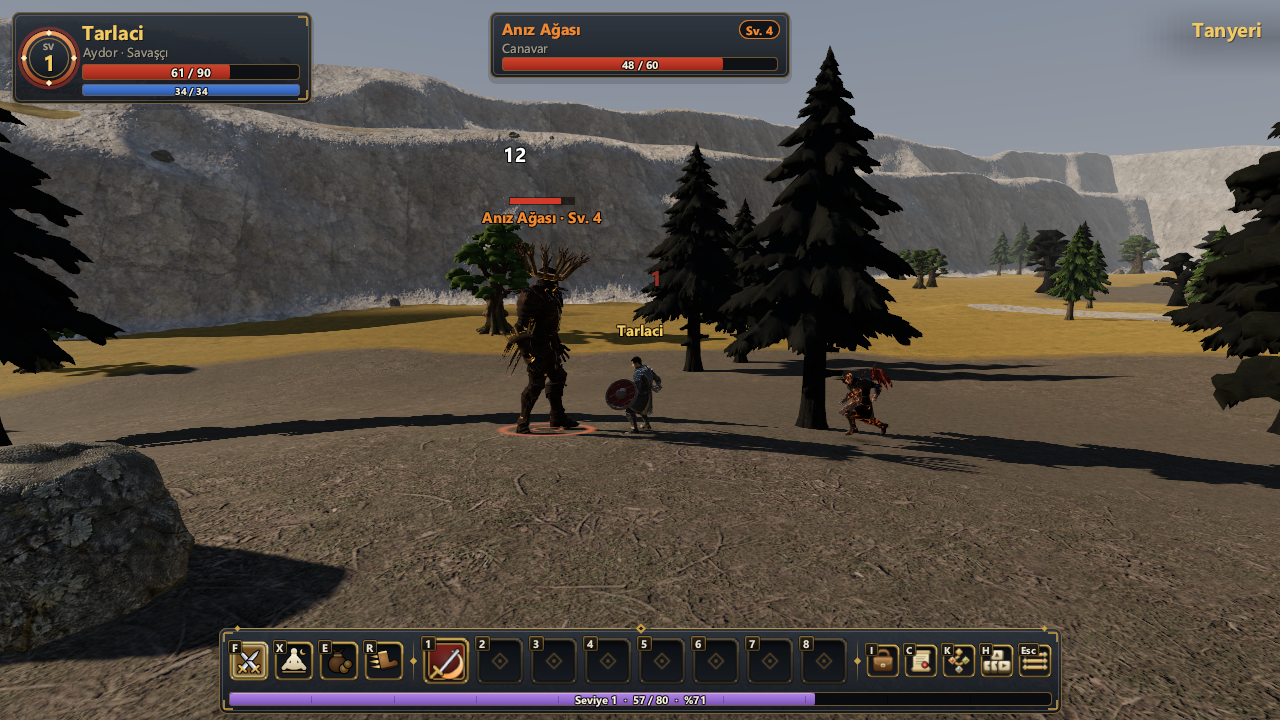 SV
1
Tarlaci
Aydor · Savaşçı
61 / 90
34 / 34
Anız Ağası
Sv. 4
Canavar
48 / 60
Tanyeri
12
Anız Ağası · Sv. 4
1
Tarlaci
F
X
E
R
1
2
3
4
5
6
7
8
I
C
K
H
Esc
Seviye 1 · 57 / 80 · %71